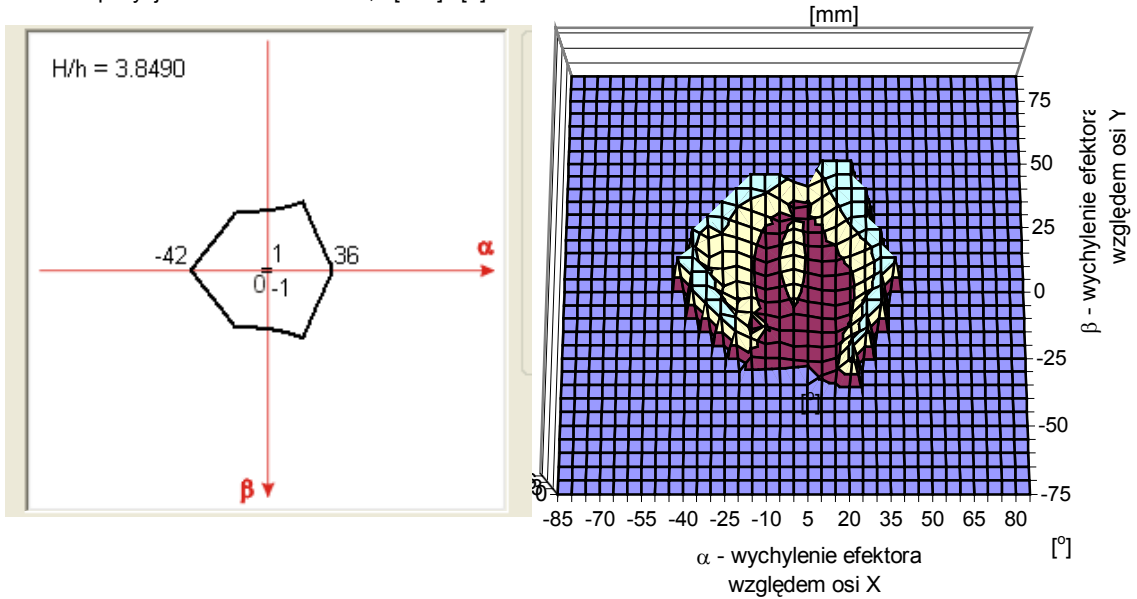 [mm]
H/h = 3.8490
-42
1
36
α
0
-1
β
75
50
25
0
-25
-50
-75
β - wychylenie efektora
względem osi Y
[°]
-85 -70 -55 -40 -25 -10 5 20 35 50 65 80
[°]
α - wychylenie efektora
względem osi X